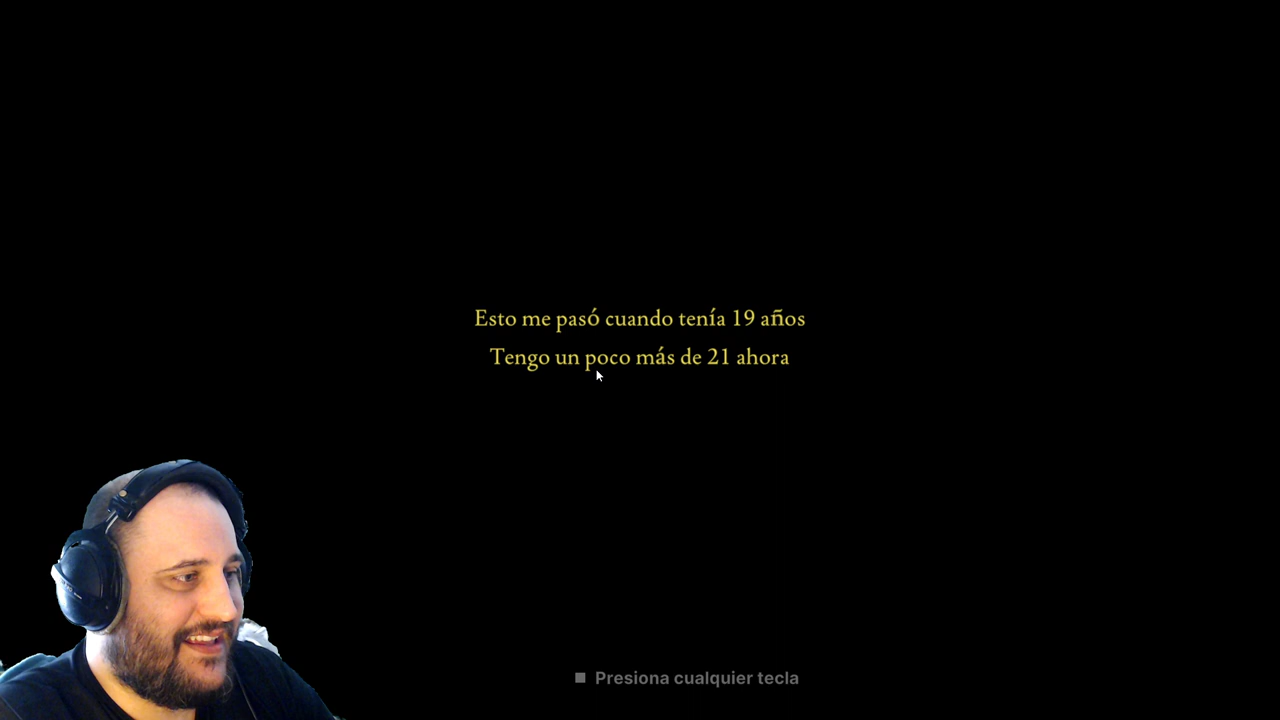 Esto me pasó cuando tenía 19 años
Tengo un poco más de 21 ahora
Presiona cualquier tecla